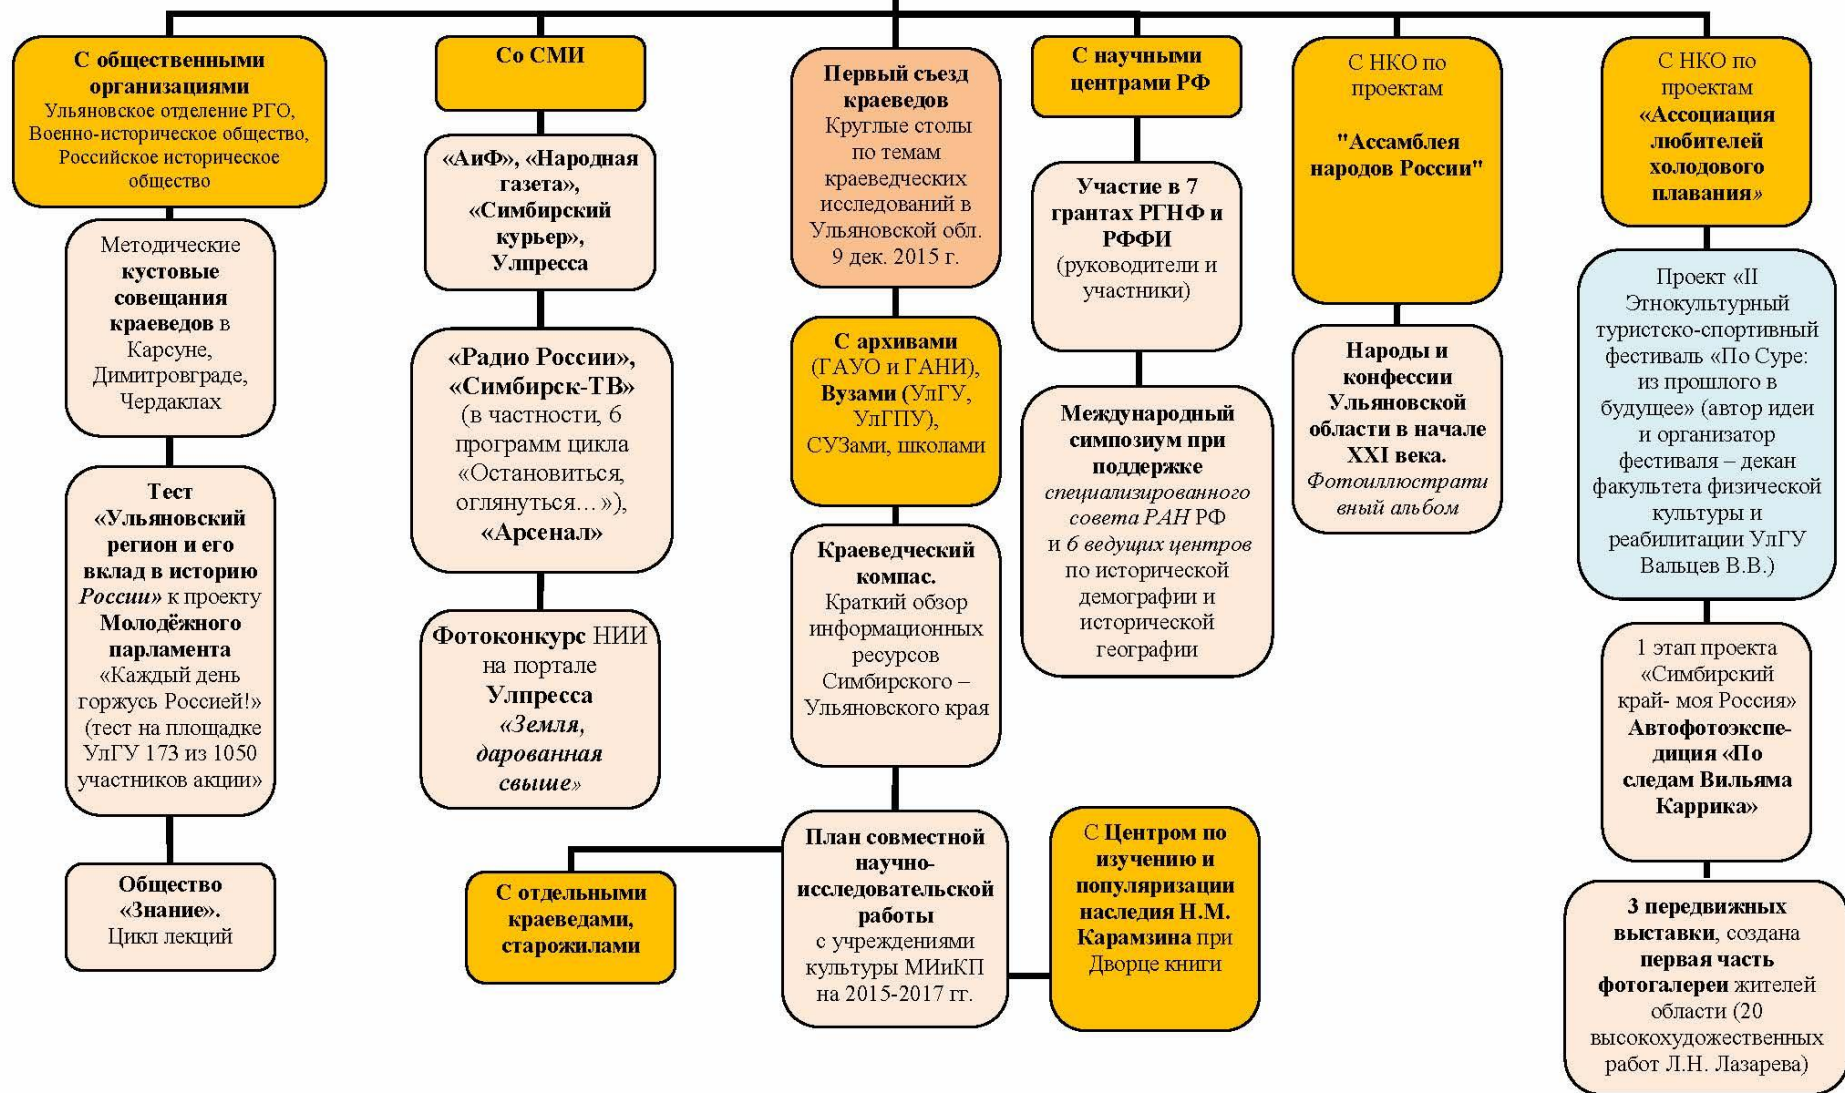 С общественными
организациями
Ульяновское отделение РГО,
Военно-историческое общество,
Российское историческое
общество
Методические
кустовые
совещания
краеведов в
Карсуне,
Димитровграде,
Чердаклах
Тест
«Ульяновский
регион и его
вклад в историю
России» к проекту
Молодёжного
парламента
«Каждый день
горжусь Россией!»
(тест на площадке
УлГУ 173 из 1050
участников акции»
Общество
«Знание».
Цикл лекций
Со СМИ
«АиФ», «Народная
газета»,
«Симбирский
курьер»,
Улпресса
«Радио России»,
«Симбирск-ТВ»
(в частности, 6
программ цикла
«Остановиться,
оглянуться…»),
«Арсенал»
Фотоконкурс НИИ
на портале
Улпресса
«Земля,
дарованная
свыше»
Первый съезд
краеведов
Круглые столы
по темам
краеведческих
исследований в
Ульяновской обл.
9 дек. 2015 г.
С архивами
(ГАУО и ГАНИ),
Вузами (УлГУ,
УлГПУ),
СУЗами, школами
Краеведческий
компас.
Краткий обзор
информационных
ресурсов
Симбирского –
Ульяновского края
План совместной
научно-
исследовательской
работы
с учреждениями
культуры МИиКП
на 2015-2017 гг.
С отдельными
краеведами,
старожилами
С Центром по
изучению и
популяризации
наследия Н.М.
Карамзина при
Дворце книги
С научными
центрами РФ
Участие в 7
грантах РГНФ и
РФФИ
(руководители и
участники)
Международный
симпозиум при
поддержке
специализированного
совета РАН РФ
и 6 ведущих центров
по исторической
демографии и
исторической
географии
С НКО по
проектам
"Ассамблея
народов России"
Народы и
конфессии
Ульяновской
области в начале
XXI века.
Фотоиллюстрати
вный альбом
С НКО по
проектам
«Ассоциация
любителей
холодового
плавания»
Проект «II
Этнокультурный
туристско-спортивный
фестиваль «По Суре:
из прошлого в
будущее» (автор идеи
и организатор
фестиваля – декан
факультета физической
культуры и
реабилитации УлГУ
Вальцев В.В.)
1 этап проекта
«Симбирский
край- моя Россия»
Автофотоэкспе-
диция «По
следам Вильяма
Каррика»
3 передвижных
выставки, создана
первая часть
фотогалереи жителей
области (20
высокохудожественных
работ Л.Н. Лазарева)